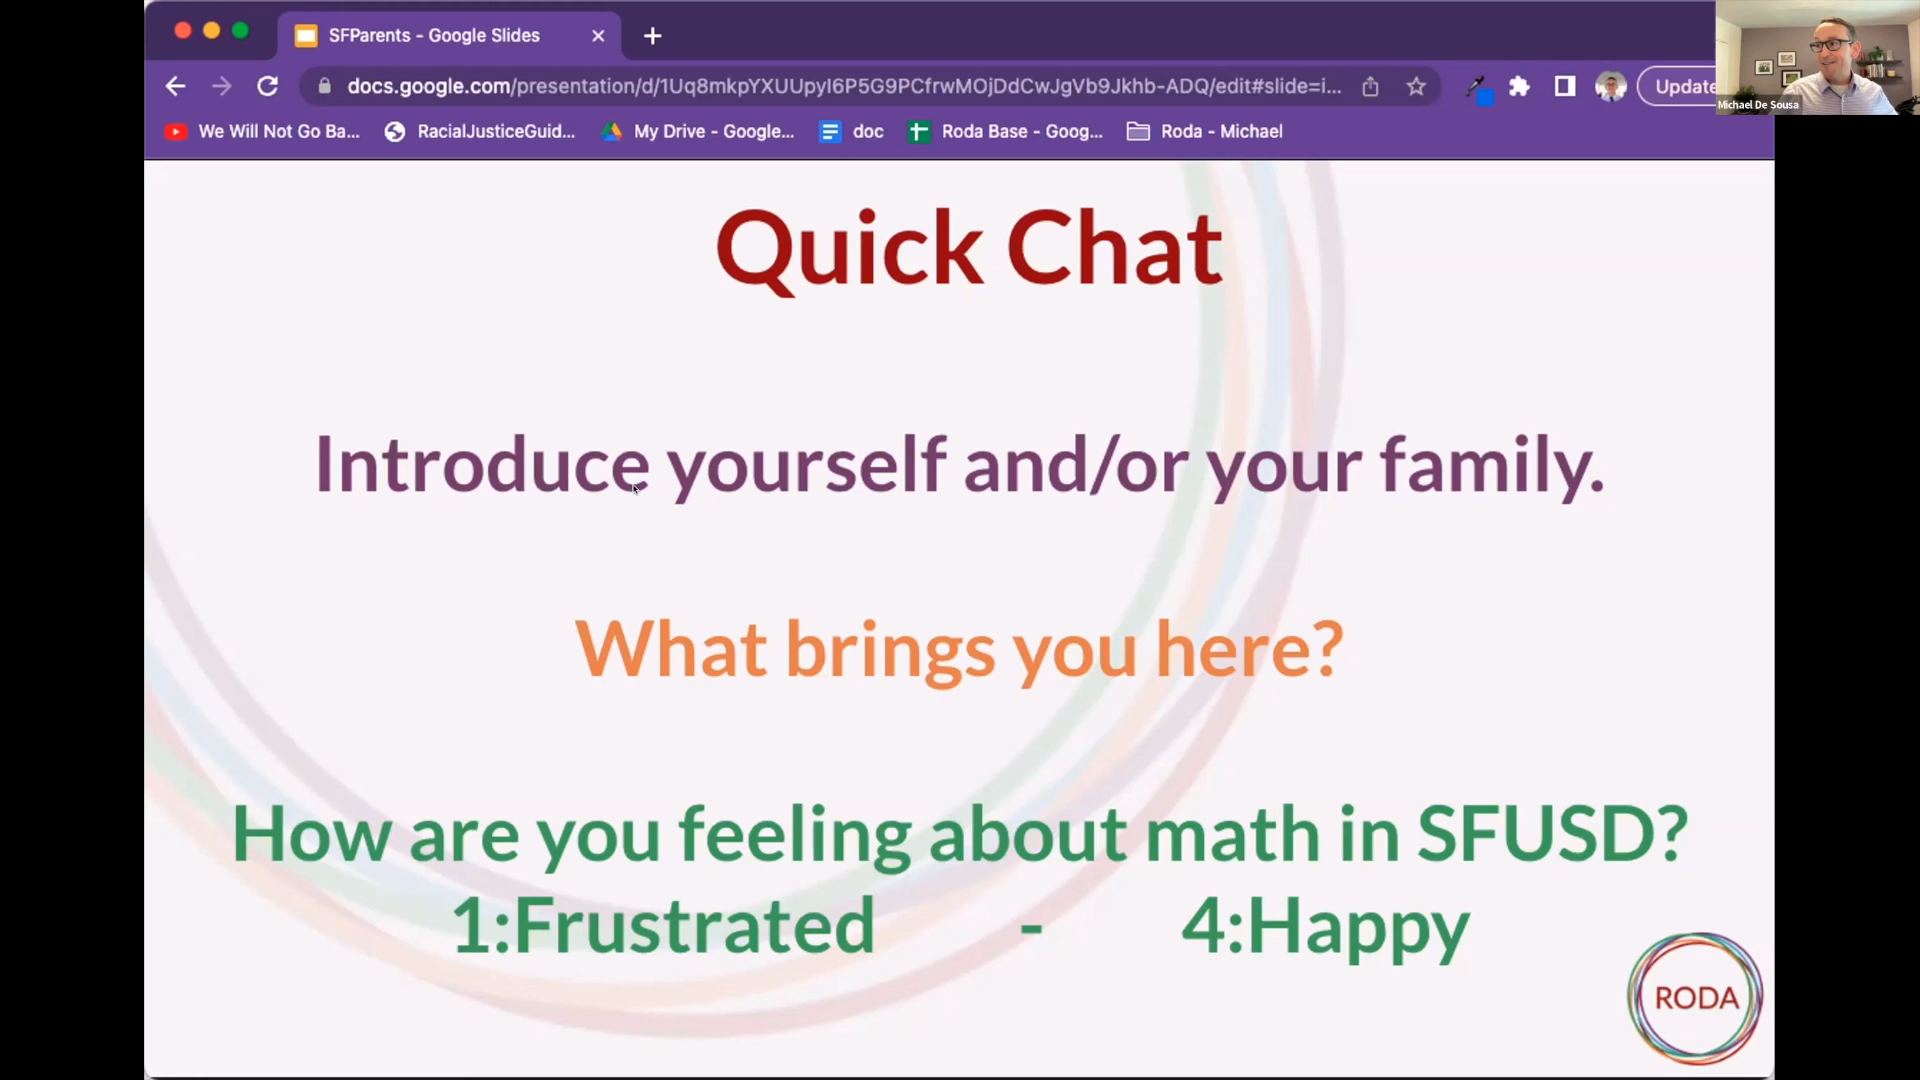 SFParents - Google Slides
docs.google.com/presentation/d/1Uq8mkpYXUUpyI6P5G9PCfrwMOjDdCwJgVb9Jkhb-ADQ/edit#slide=i...
Update
Michael De Sousa
We Will Not Go Ba...
RacialJusticeGuid...
My Drive - Google...
doc
Roda Base - Goog...
Roda - Michael
Quick Chat
Introduce yourself and/or your family.
What brings you here?
How are you feeling about math in SFUSD?
1:Frustrated - 4:Happy
RODA